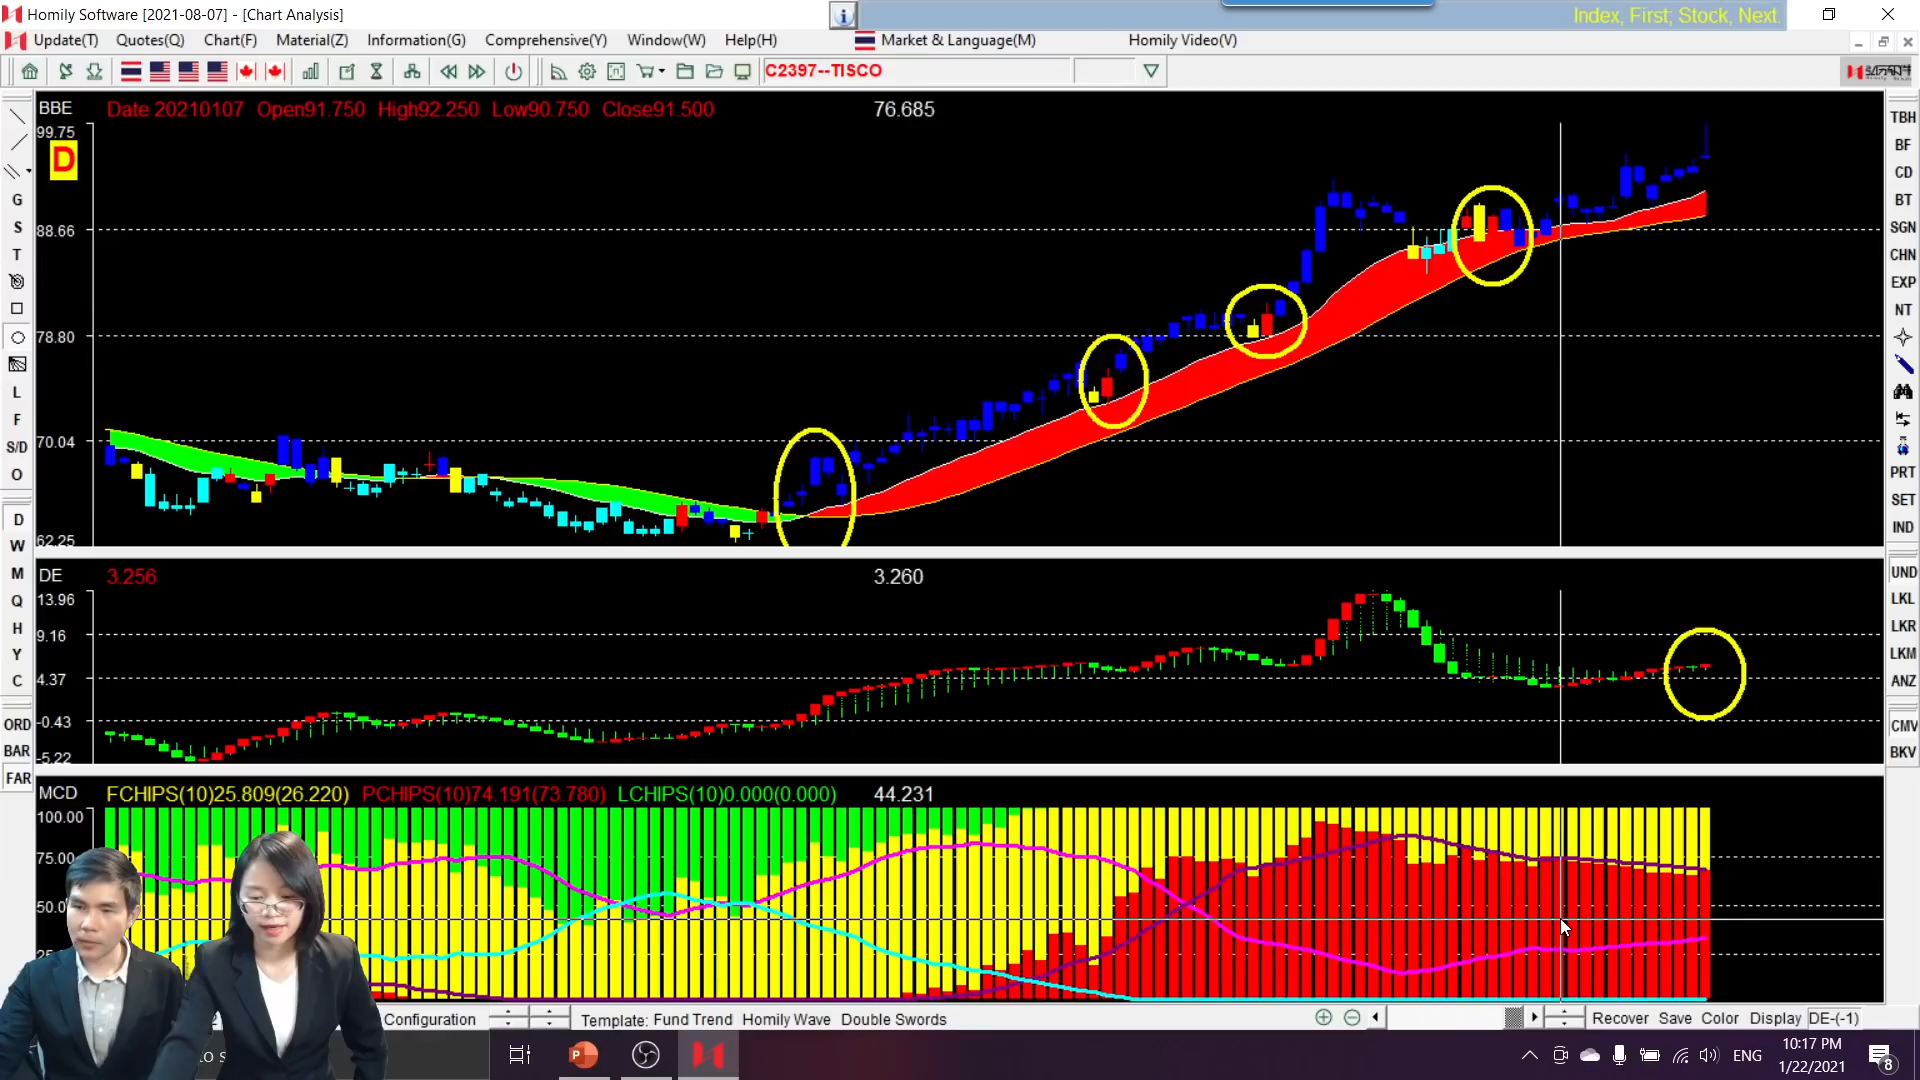 Homily Software [2021-08-07] - [Chart Analysis]
Index, First; Stock, Next.
Update(T) Quotes(Q) Chart(F) Material(Z) Information(G) Comprehensive(Y) Window(W) Help(H) Market & Language(M) Homily Video(V)
C2397--TISCO
BBE Date 20210107 Open91.750 High92.250 Low90.750 Close91.500 76.685
99.75
D
88.66
78.80
70.04
62.25
DE 3.256 3.260
13.96
9.16
4.37
-0.43
-5.22
MCD FCHIPS(10)25.809(26.220) PCHIPS(10)74.191(73.780) LCHIPS(10)0.000(0.000) 44.231
100.00
75.00
50.0
G
S
T
L
F
S/D
O
D
W
M
Q
H
Y
C
ORD
BAR
FAR
TBH
BF
CD
BT
SGN
CHN
EXP
NT
PRT
SET
IND
UND
LKL
LKR
LKM
ANZ
CMV
BKV
Configuration Template: Fund Trend Homily Wave Double Swords Recover Save Color Display DE-(-1)
ENG 10:17 PM
1/22/2021
8